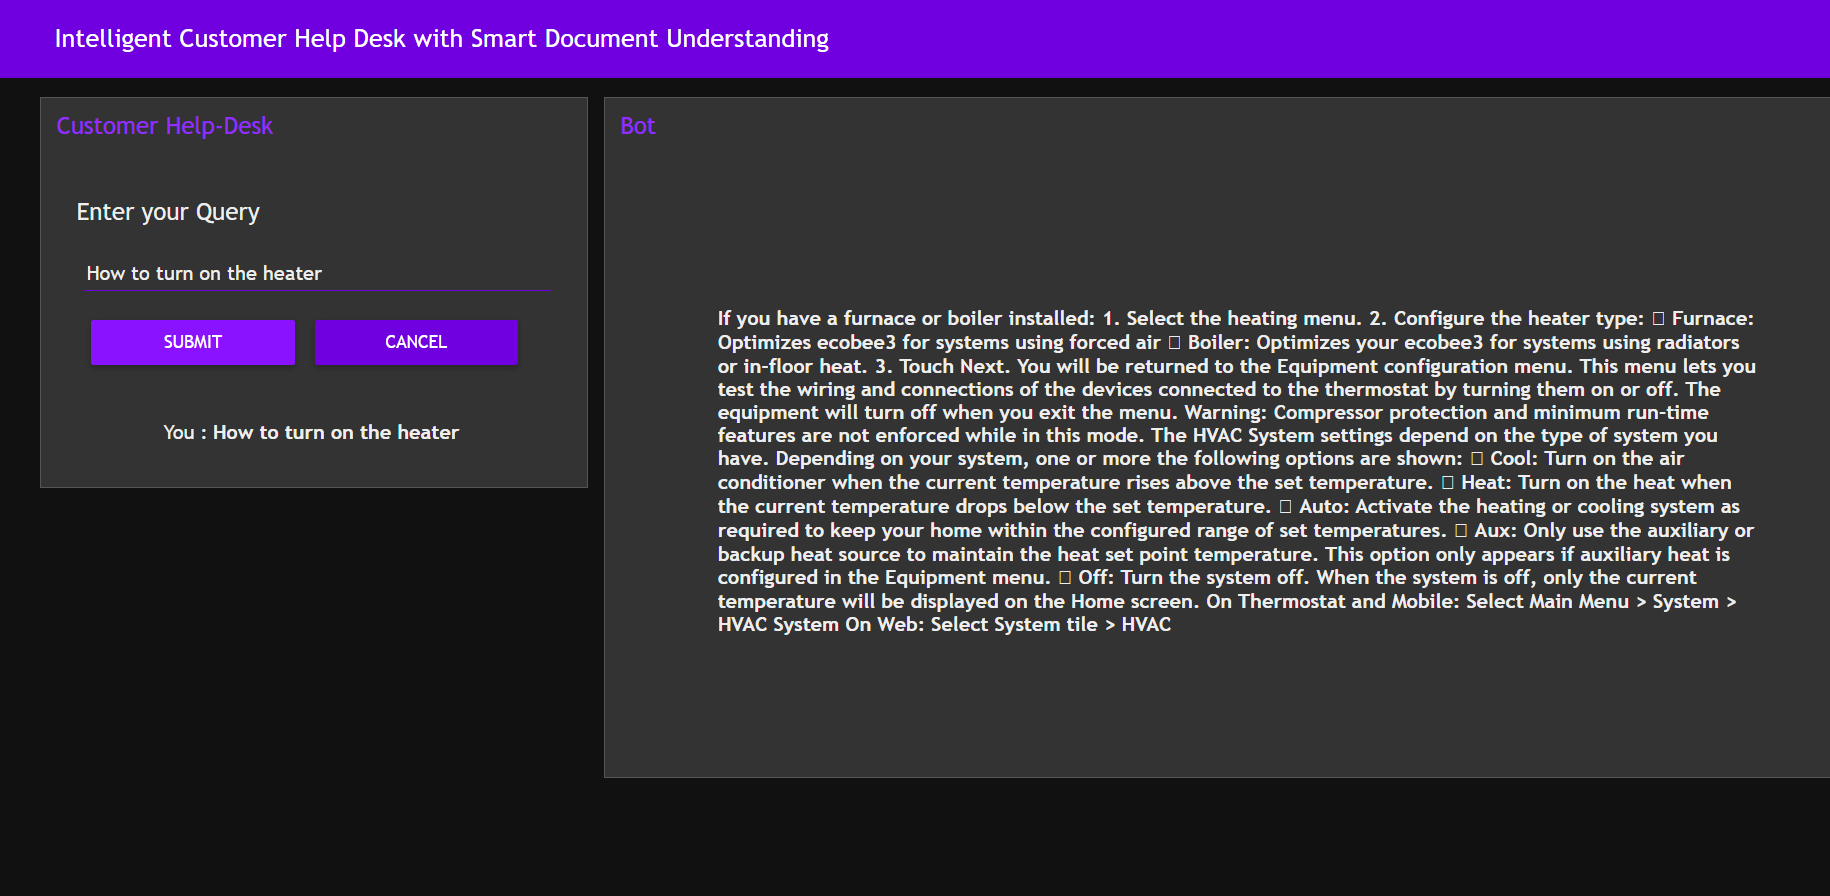 Intelligent Customer Help Desk with Smart Document Understanding
Customer Help-Desk
Enter your Query
How to turn on the heater
SUBMIT
CANCEL
You : How to turn on the heater
Bot
If you have a furnace or boiler installed: 1. Select the heating menu. 2. Configure the heater type: ▯ Furnace:
Optimizes ecobee3 for systems using forced air ▯ Boiler: Optimizes your ecobee3 for systems using radiators
or in-floor heat. 3. Touch Next. You will be returned to the Equipment configuration menu. This menu lets you
test the wiring and connections of the devices connected to the thermostat by turning them on or off. The
equipment will turn off when you exit the menu. Warning: Compressor protection and minimum run-time
features are not enforced while in this mode. The HVAC System settings depend on the type of system you
have. Depending on your system, one or more the following options are shown: ▯ Cool: Turn on the air
conditioner when the current temperature rises above the set temperature. ▯ Heat: Turn on the heat when
the current temperature drops below the set temperature. ▯ Auto: Activate the heating or cooling system as
required to keep your home within the configured range of set temperatures. ▯ Aux: Only use the auxiliary or
backup heat source to maintain the heat set point temperature. This option only appears if auxiliary heat is
configured in the Equipment menu. ▯ Off: Turn the system off. When the system is off, only the current
temperature will be displayed on the Home screen. On Thermostat and Mobile: Select Main Menu > System >
HVAC System On Web: Select System tile > HVAC